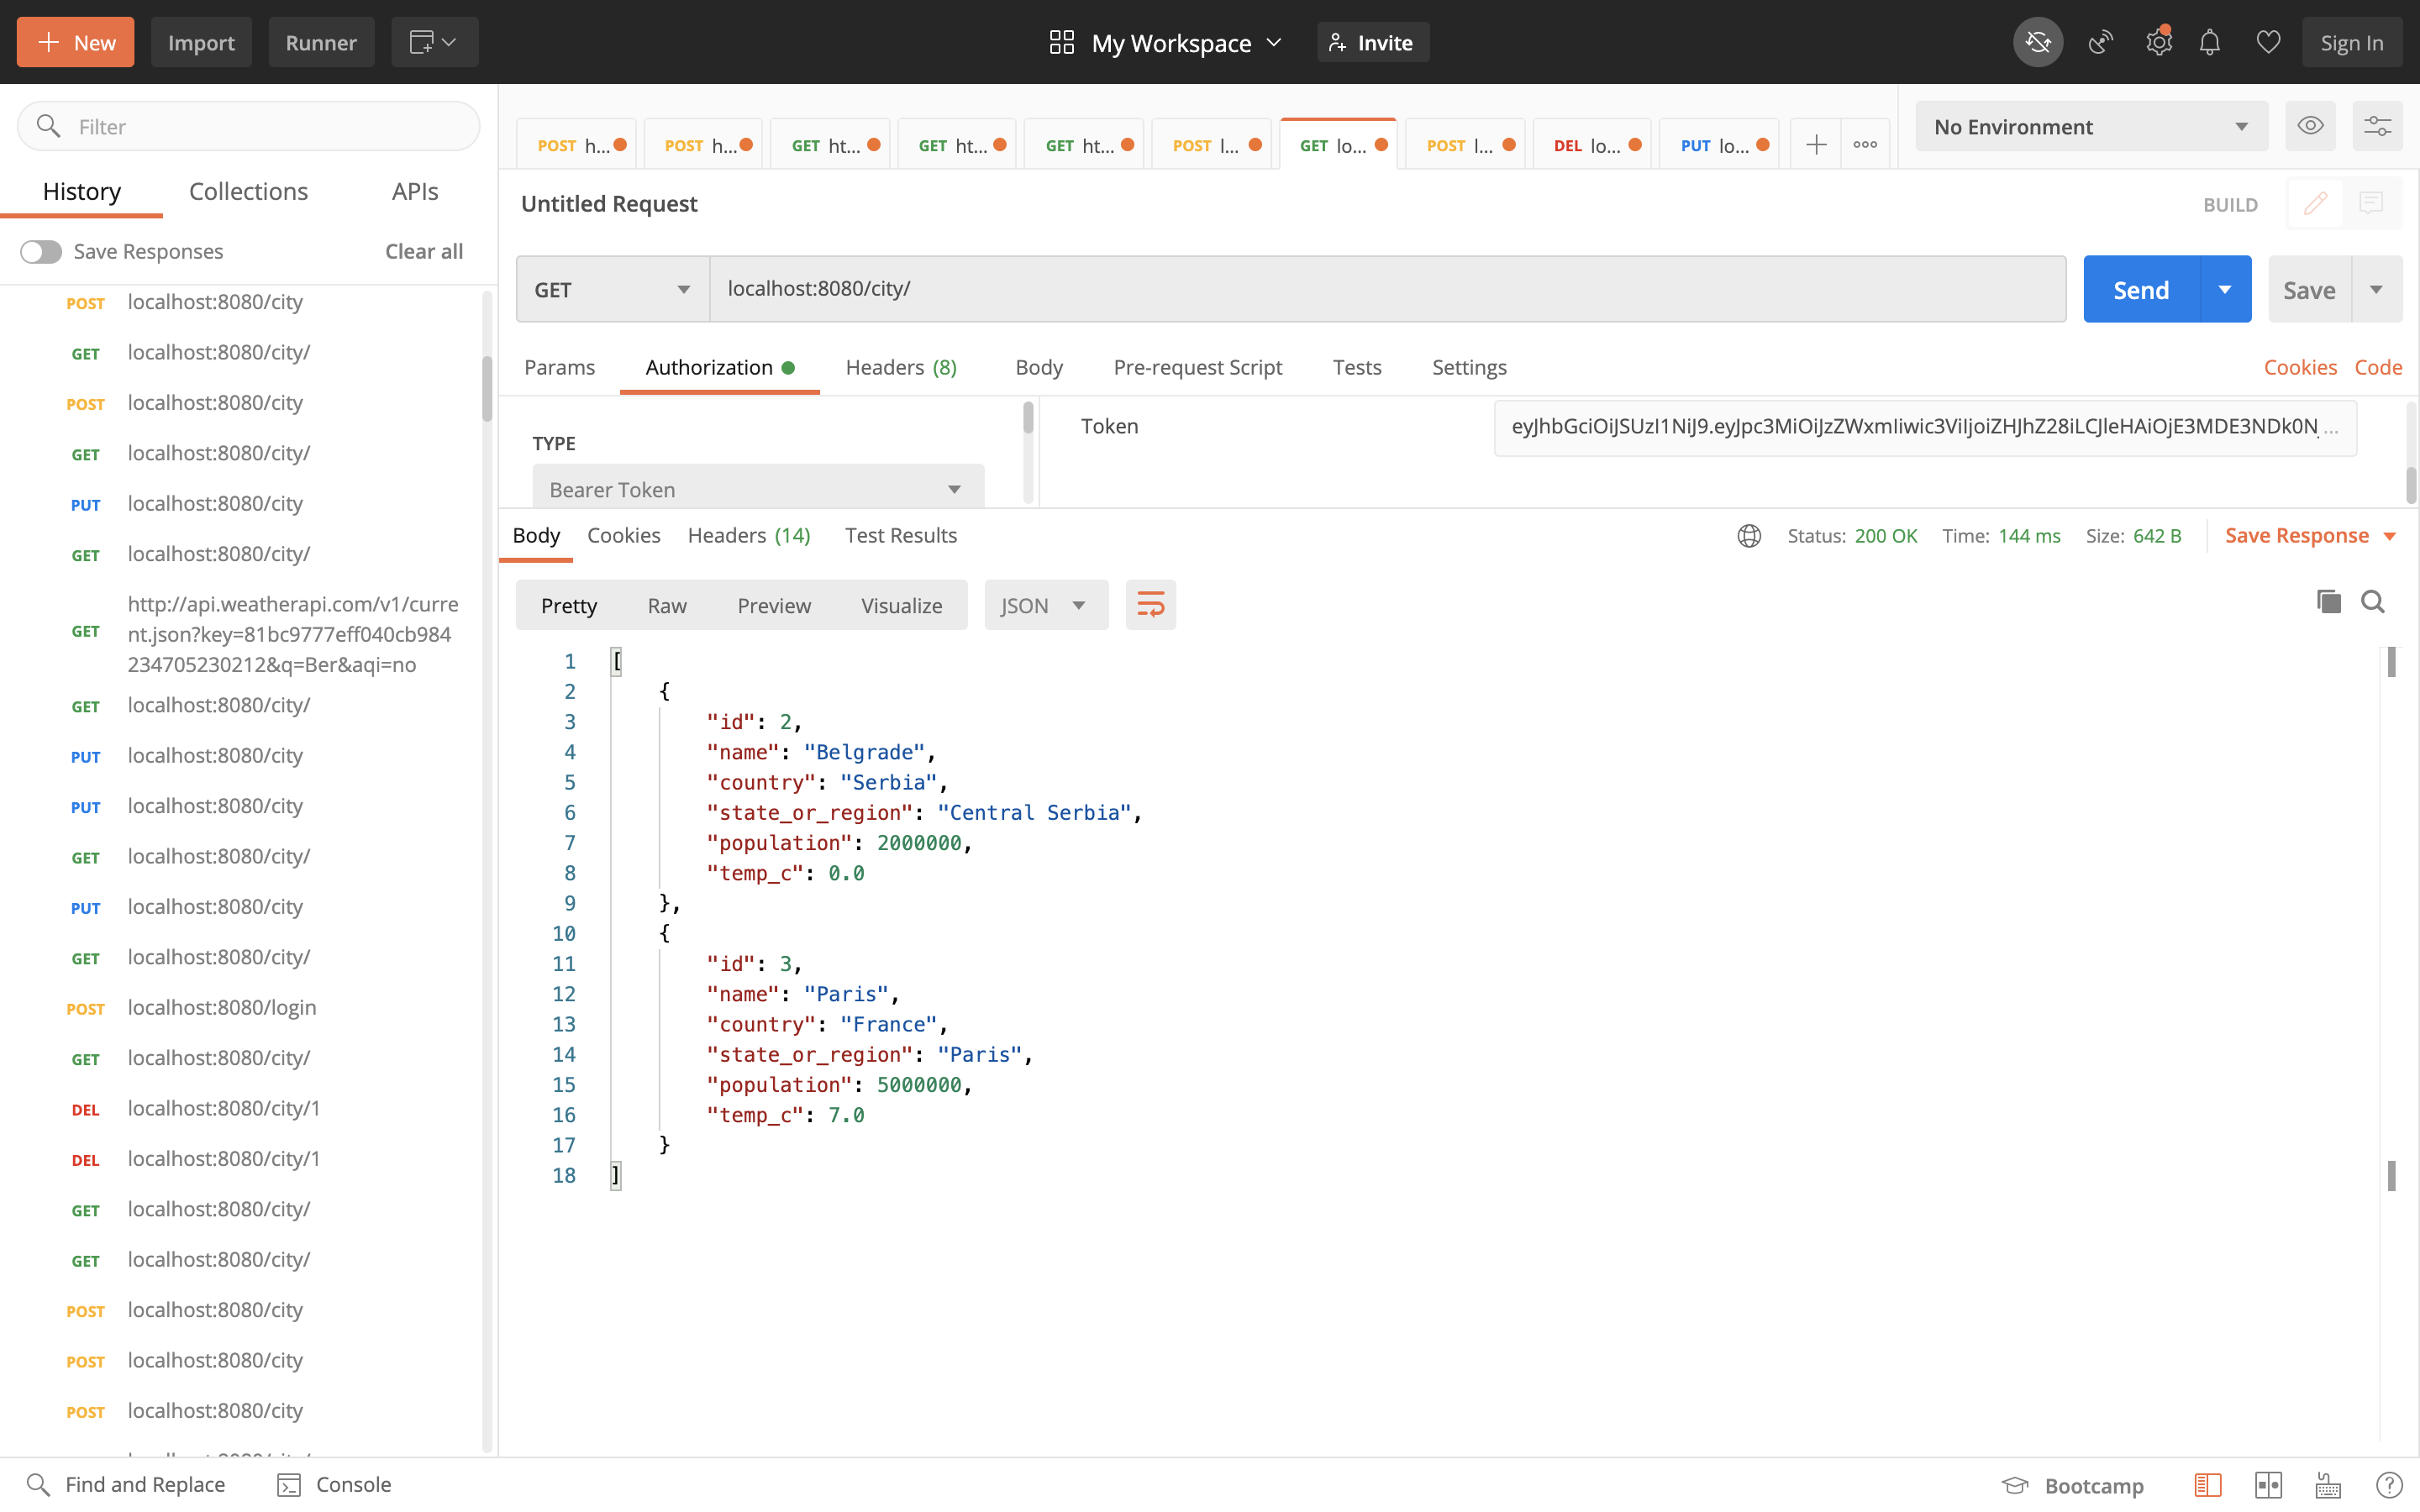 New
Import
Runner
My Workspace
Invite
Sign In
Filter
History
Collections
APIs
Save Responses
Clear all
POST localhost:8080/city
GET localhost:8080/city/
POST localhost:8080/city
GET localhost:8080/city/
PUT localhost:8080/city
GET localhost:8080/city/
GET http://api.weatherapi.com/v1/curre
nt.json?key=81bc9777eff040cb984
234705230212&q=Ber&aqi=no
GET localhost:8080/city/
PUT localhost:8080/city
PUT localhost:8080/city
GET localhost:8080/city/
PUT localhost:8080/city
GET localhost:8080/city/
POST localhost:8080/login
GET localhost:8080/city/
DEL localhost:8080/city/1
DEL localhost:8080/city/1
GET localhost:8080/city/
GET localhost:8080/city/
POST localhost:8080/city
POST localhost:8080/city
POST localhost:8080/city
POST h...
POST h...
GET ht...
GET ht...
GET ht...
POST l...
GET lo...
POST l...
DEL lo...
PUT lo...
No Environment
Untitled Request
BUILD
GET
localhost:8080/city/
Send
Save
Params
Authorization
Headers (8)
Body
Pre-request Script
Tests
Settings
Cookies
Code
TYPE
Bearer Token
Token
eyJhbGciOiJSUzI1NiJ9.eyJpc3MiOiJzZWxmIiwic3ViIjoiZHJhZ28iLCJleHAiOjE3MDE3NDk0N...
Body
Cookies
Headers (14)
Test Results
Status: 200 OK
Time: 144 ms
Size: 642 B
Save Response
Pretty
Raw
Preview
Visualize
JSON
1 [
2 {
3 "id": 2,
4 "name": "Belgrade",
5 "country": "Serbia",
6 "state_or_region": "Central Serbia",
7 "population": 2000000,
8 "temp_c": 0.0
9 },
10 {
11 "id": 3,
12 "name": "Paris",
13 "country": "France",
14 "state_or_region": "Paris",
15 "population": 5000000,
16 "temp_c": 7.0
17 }
18 ]
Find and Replace
Console
Bootcamp